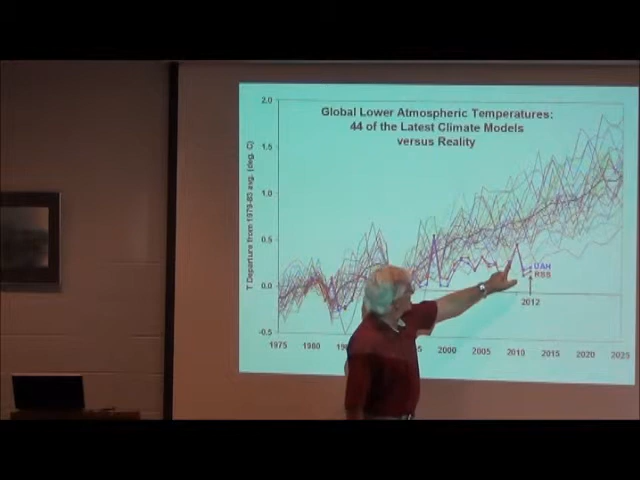 Global Lower Atmospheric Temperatures:
44 of the Latest Climate Models
versus Reality
T Departure from 1979-83 avg. (deg. C)
2.0
1.5
1.0
0.5
0.0
-0.5
UAH
RSS
2012
1975 1980 2000 2005 2010 2015 2020 2025